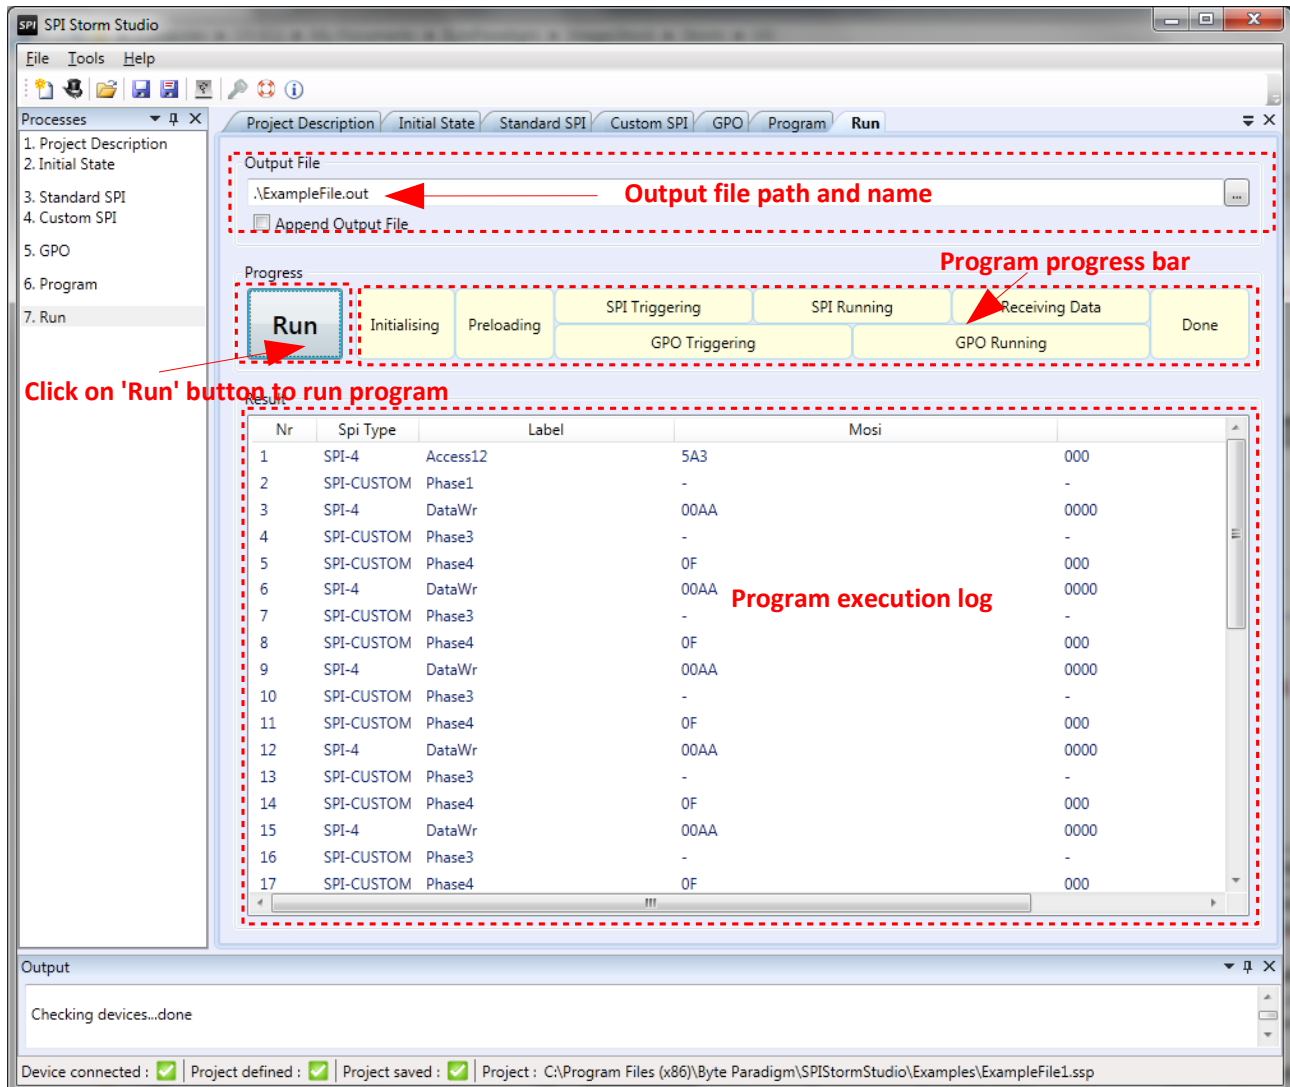 SPI SPI Storm Studio
File Tools Help
Processes
1. Project Description
2. Initial State
3. Standard SPI
4. Custom SPI
5. GPO
6. Program
7. Run
Project Description Initial State Standard SPI Custom SPI GPO Program Run
Output File
.\ExampleFile.out Output file path and name ...
Append Output File
Program progress bar
Progress
Run Initialising Preloading SPI Triggering SPI Running Receiving Data Done
GPO Triggering GPO Running
Click on 'Run' button to run program
Result
Nr Spi Type Label Mosi
1 SPI-4 Access12 5A3 000
2 SPI-CUSTOM Phase1 - -
3 SPI-4 DataWr 00AA 0000
4 SPI-CUSTOM Phase3 - -
5 SPI-CUSTOM Phase4 0F 000
6 SPI-4 DataWr 00AA 0000
Program execution log
7 SPI-CUSTOM Phase3 - -
8 SPI-CUSTOM Phase4 0F 000
9 SPI-4 DataWr 00AA 0000
10 SPI-CUSTOM Phase3 - -
11 SPI-CUSTOM Phase4 0F 000
12 SPI-4 DataWr 00AA 0000
13 SPI-CUSTOM Phase3 - -
14 SPI-CUSTOM Phase4 0F 000
15 SPI-4 DataWr 00AA 0000
16 SPI-CUSTOM Phase3 - -
17 SPI-CUSTOM Phase4 0F 000
Output
Checking devices...done
Device connected : Project defined : Project saved : Project : C:\Program Files (x86)\Byte Paradigm\SPIStormStudio\Examples\ExampleFile1.ssp